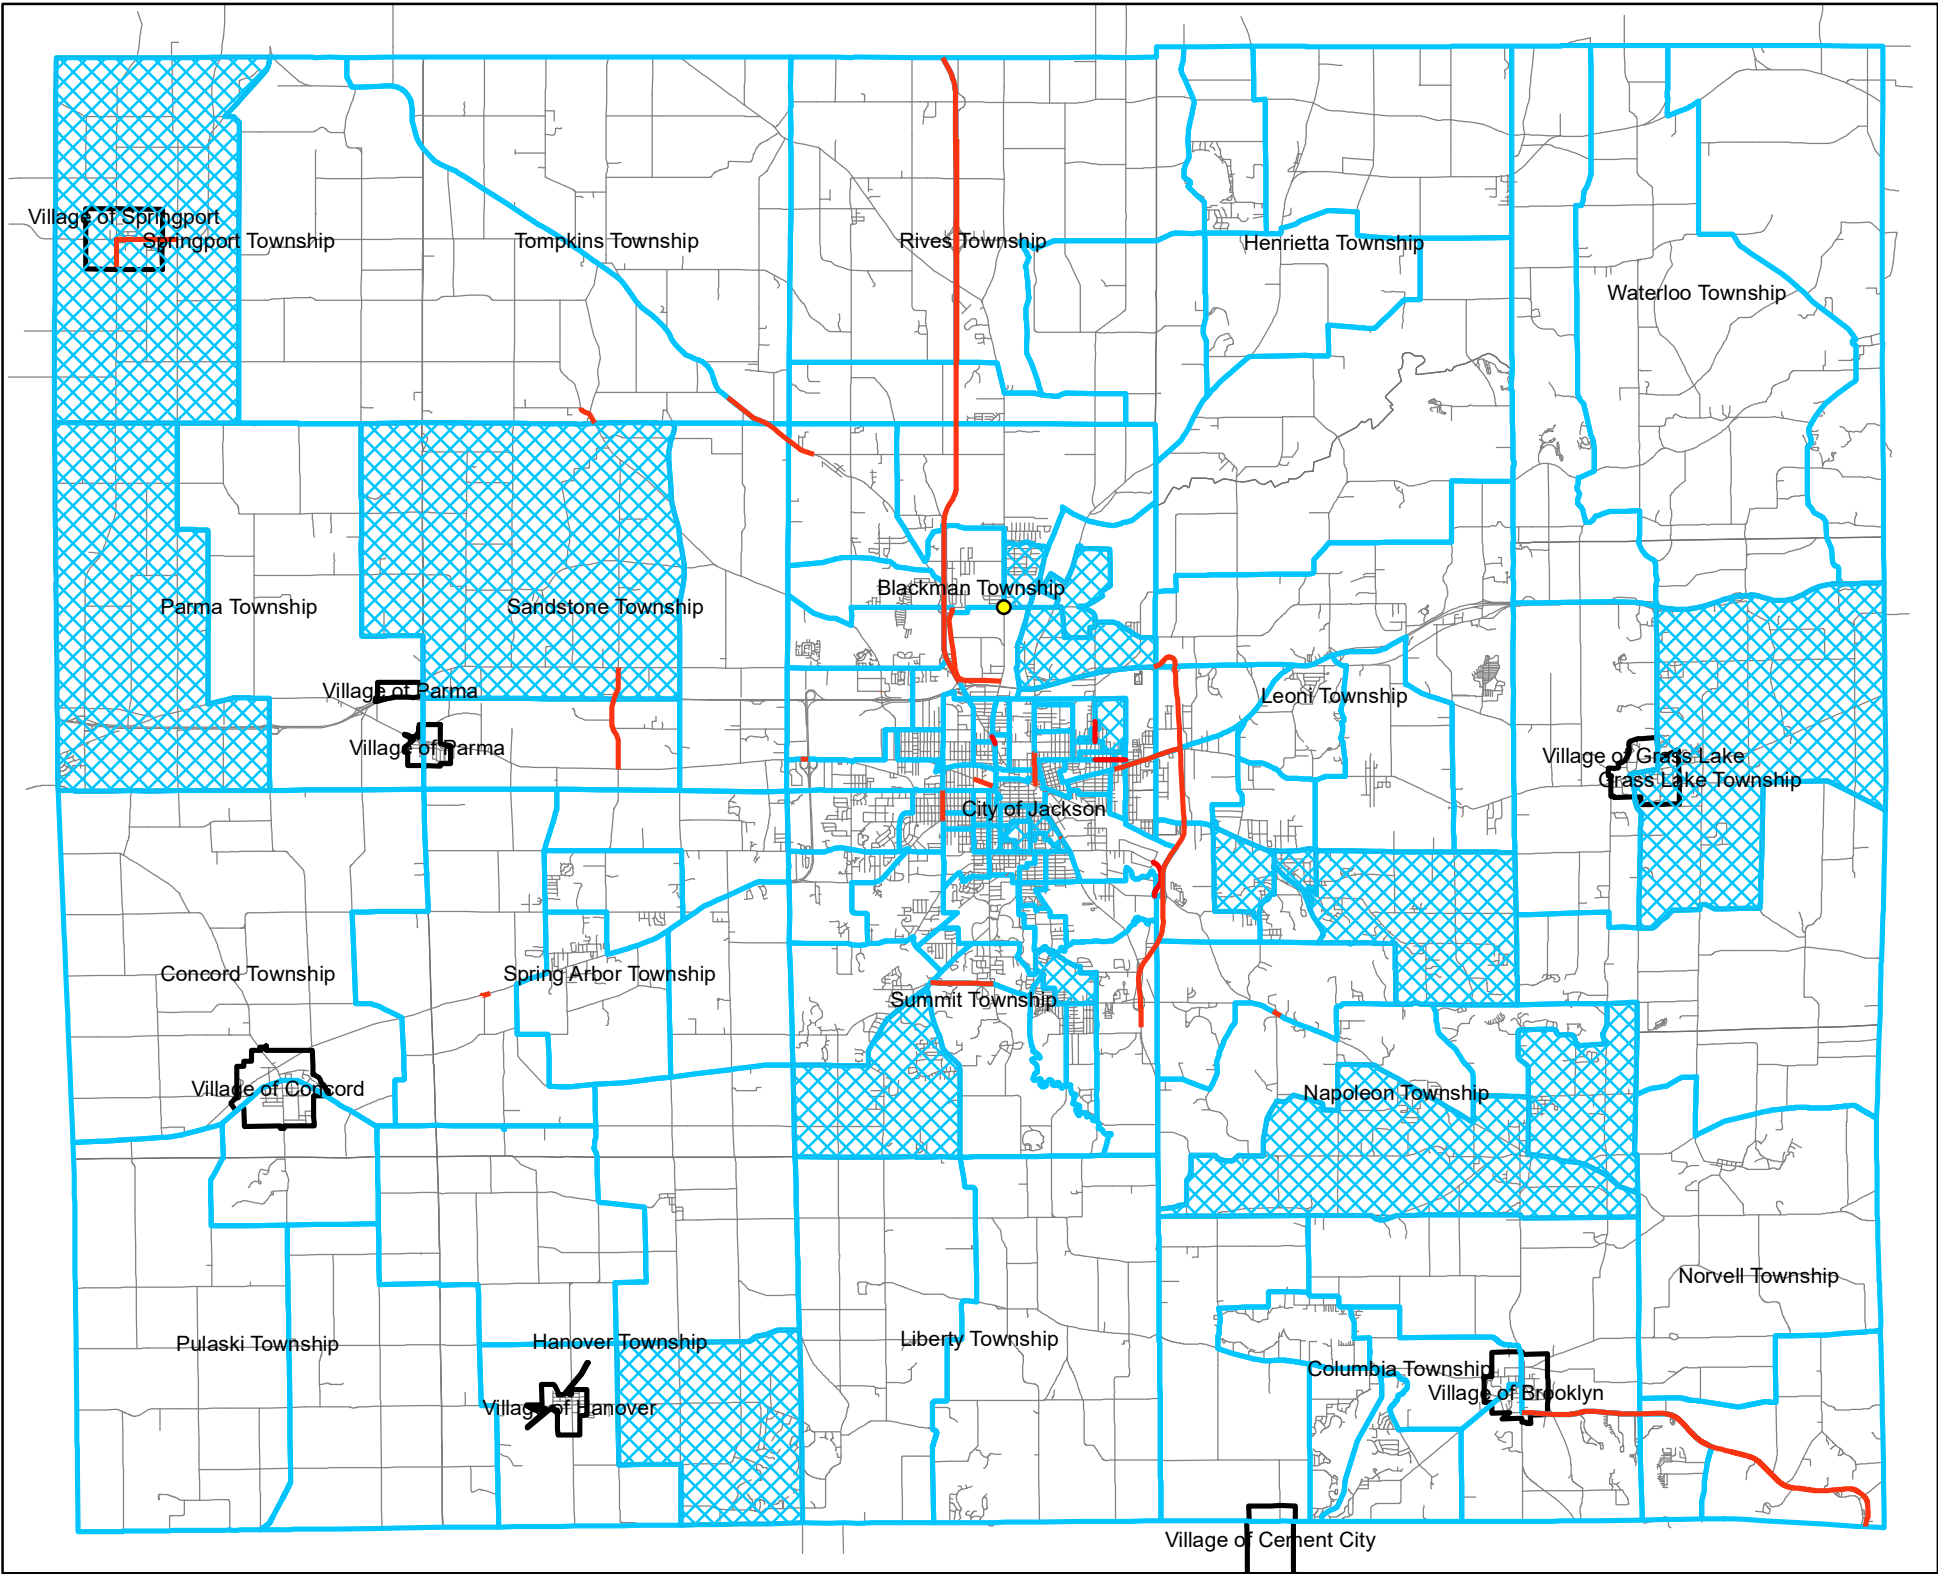 Village of Springport
Springport Township
Tompkins Township
Rives Township
Henrietta Township
Waterloo Township
Blackman Township
Parma Township
Sandstone Township
Village of Parma
Leoni Township
Village of Parma
Village of Grass Lake
Grass Lake Township
City of Jackson
Concord Township
Spring Arbor Township
Summit Township
Village of Concord
Napoleon Township
Norvell Township
Pulaski Township
Hanover Township
Liberty Township
Columbia Township
Village of Brooklyn
Village of Hanover
Village of Cement City